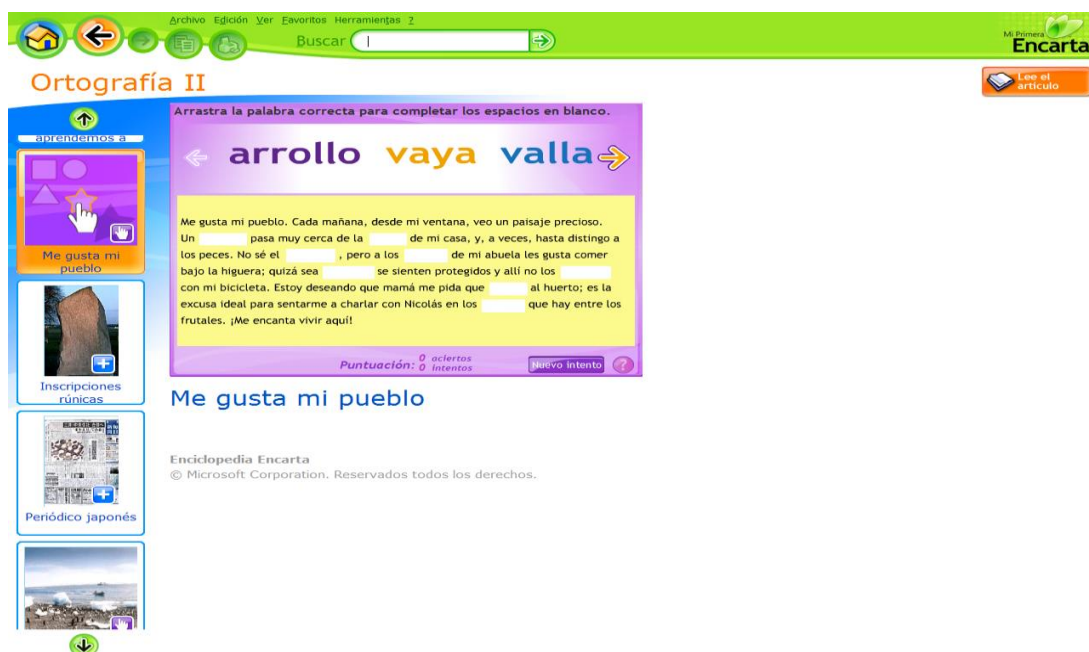 Archivo Edición Ver Favoritos Herramientas ?
Buscar
Mi Primera
Encarta
Ortografía II
Lee el
artículo
aprendemos a
Me gusta mi
pueblo
Inscripciones
rúnicas
Periódico japonés
Arrastra la palabra correcta para completar los espacios en blanco.
arrollo vaya valla
Me gusta mi pueblo. Cada mañana, desde mi ventana, veo un paisaje precioso.
Un pasa muy cerca de la de mi casa, y, a veces, hasta distingo a
los peces. No sé el , pero a los de mi abuela les gusta comer
bajo la higuera; quizá sea se sienten protegidos y allí no los
con mi bicicleta. Estoy deseando que mamá me pida que al huerto; es la
excusa ideal para sentarme a charlar con Nicolás en los que hay entre los
frutales. ¡Me encanta vivir aquí!
Puntuación: 0 aciertos
0 intentos
Nuevo intento ?
Me gusta mi pueblo
Enciclopedia Encarta
© Microsoft Corporation. Reservados todos los derechos.